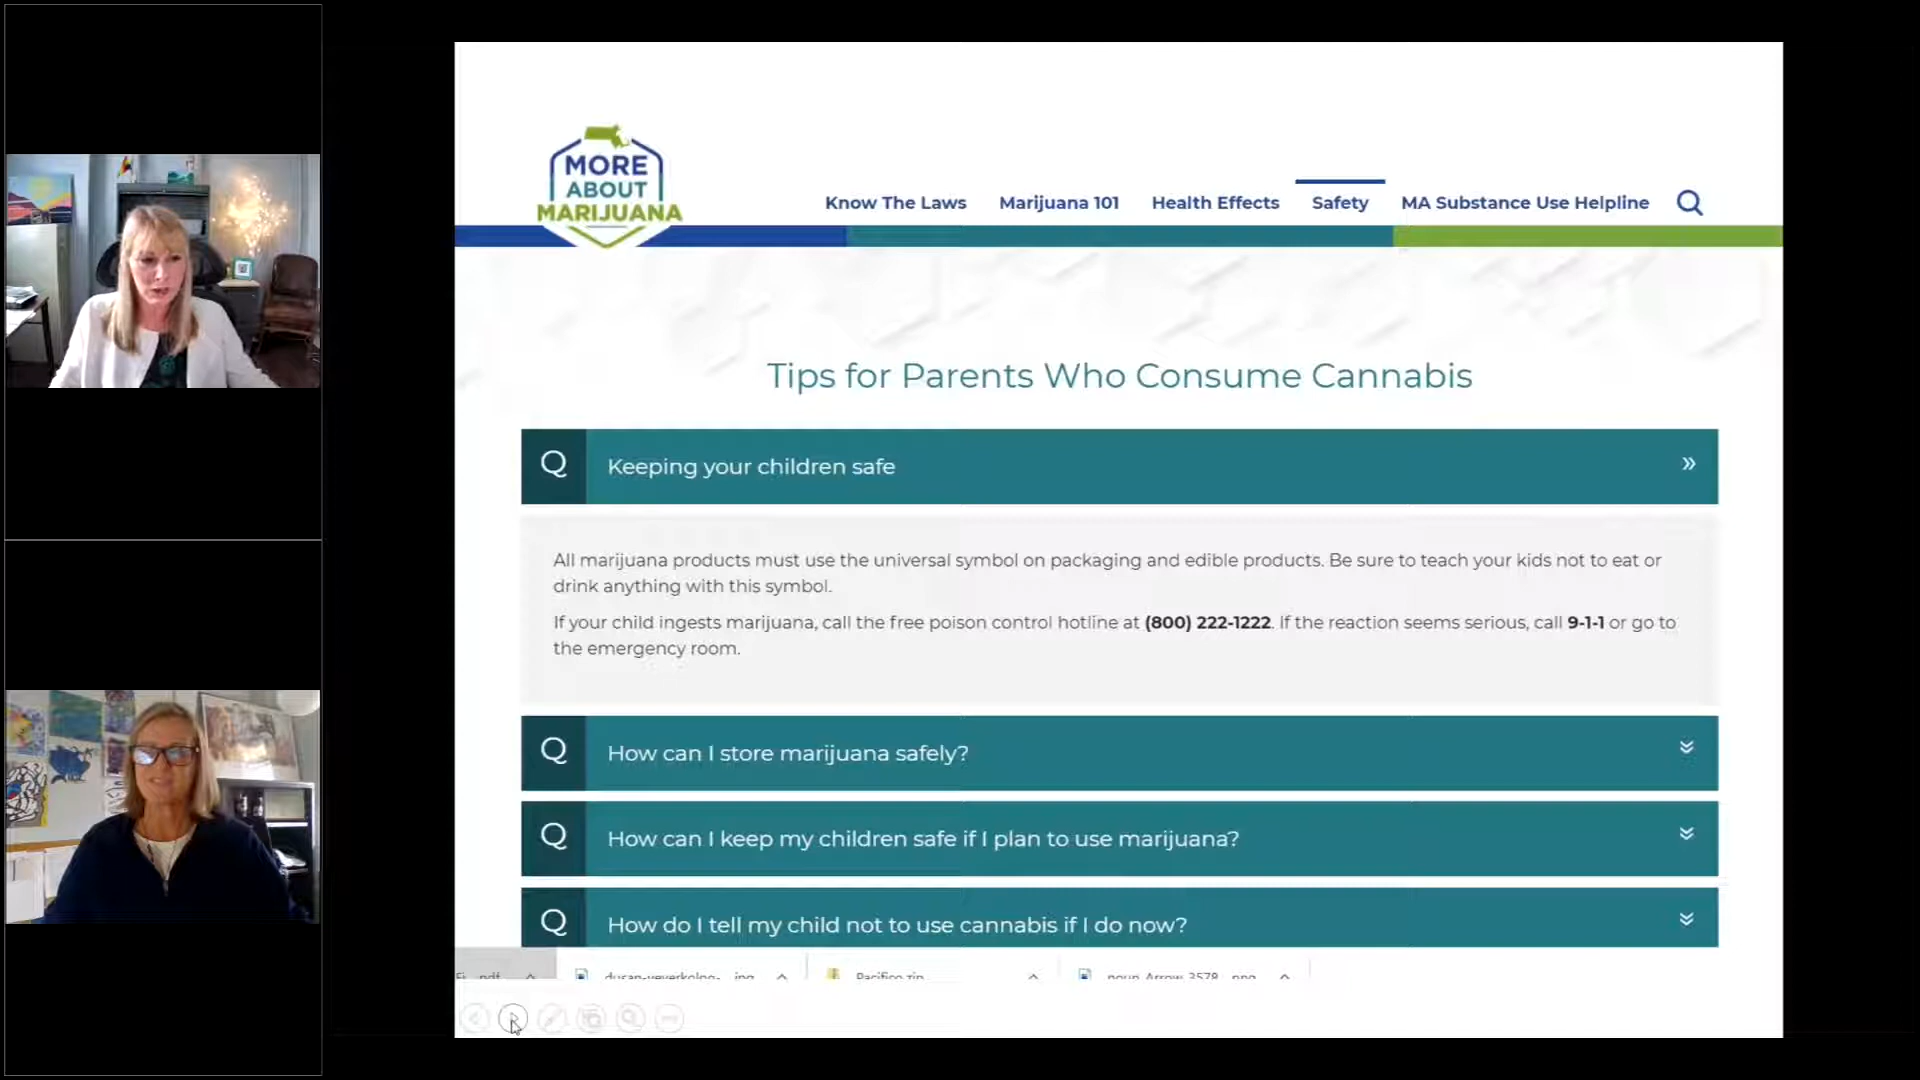 MORE
ABOUT
MARIJUANA
Know The Laws
Marijuana 101
Health Effects
Safety
MA Substance Use Helpline
Tips for Parents Who Consume Cannabis
Q Keeping your children safe
All marijuana products must use the universal symbol on packaging and edible products. Be sure to teach your kids not to eat or
drink anything with this symbol.
If your child ingests marijuana, call the free poison control hotline at (800) 222-1222. If the reaction seems serious, call 9-1-1 or go to
the emergency room.
Q How can I store marijuana safely?
Q How can I keep my children safe if I plan to use marijuana?
Q How do I tell my child not to use cannabis if I do now?
Pacifico.zip